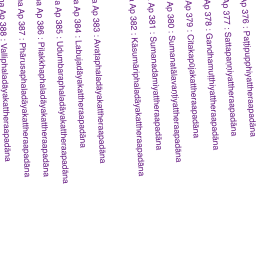 Ap 376 : Paṭṭipupphiyattheraapadāna
Ap 377 : Sattapaṇṇiyattheraapadāna
Ap 378 : Gandhamuṭṭhiyattheraapadāna
Ap 379 : Citakapūjakattheraapadāna
Ap 380 : Sumanatālavaṇṭiyattheraapadāna
Ap 381 : Sumanadāmiyattheraapadāna
Ap 382 : Kāsumāriphaladāyakattheraapadāna
Ap 383 : Avaṭaphaladāyakattheraapadāna
Ap 384 : Labujadāyakattheraapadāna
Ap 385 : Udumbaraphaladāyakattheraapadāna
Ap 386 : Pilakkhaphaladāyakattheraapadāna
Ap 387 : Phārusaphaladāyakattheraapadāna
Ap 388 : Valliphaladāyakattheraapadāna